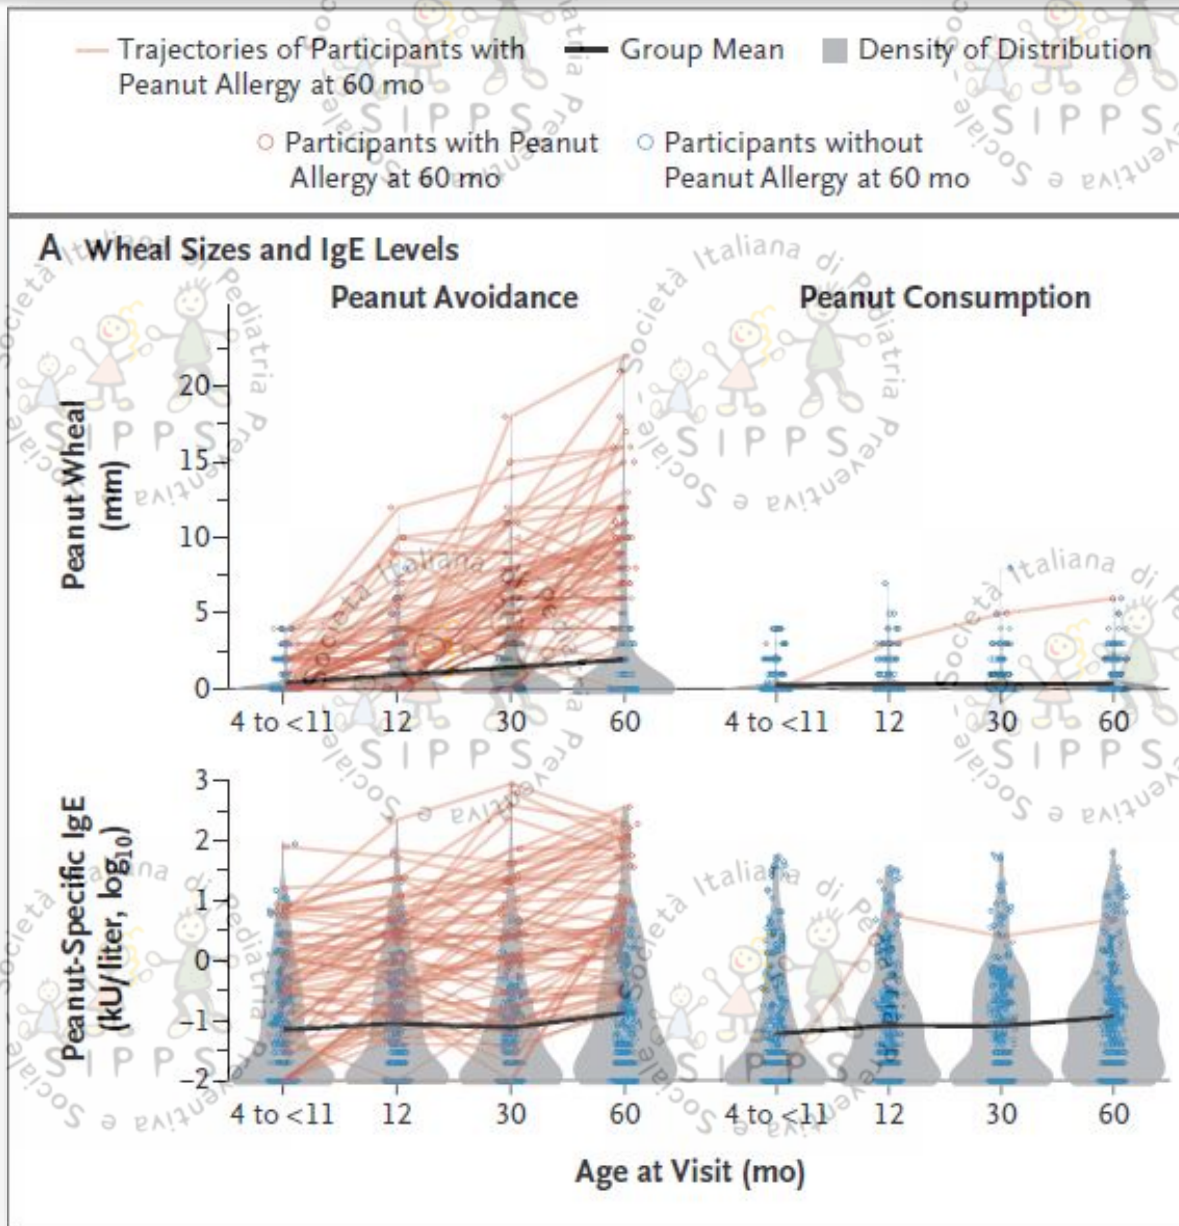 Trajectories of Participants with
Peanut Allergy at 60 mo
Group Mean
Density of Distribution
Participants with Peanut
Allergy at 60 mo
Participants without
Peanut Allergy at 60 mo
A Wheal Sizes and IgE Levels
Peanut Avoidance
Peanut Consumption
Peanut Wheal
(mm)
20
15
10
5
0
4 to <11 12 30 60
4 to <11 12 30 60
Peanut-Specific IgE
(kU/liter, log10)
3
2
1
0
−1
−2
4 to <11 12 30 60
4 to <11 12 30 60
Age at Visit (mo)
Società Italiana di Pediatria Preventiva e Sociale
SIPPS